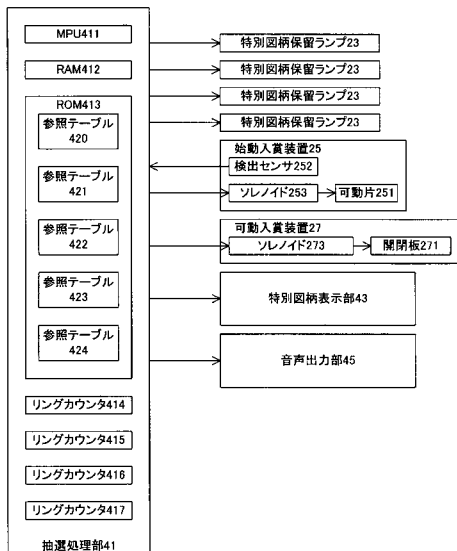 MPU411
RAM412
ROM413
参照テーブル
420
参照テーブル
421
参照テーブル
422
参照テーブル
423
参照テーブル
424
リングカウンタ414
リングカウンタ415
リングカウンタ416
リングカウンタ417
抽選処理部41
特別図柄保留ランプ23
特別図柄保留ランプ23
特別図柄保留ランプ23
特別図柄保留ランプ23
始動入賞装置25
検出センサ252
ソレノイド253
可動片251
可動入賞装置27
ソレノイド273
開閉板271
特別図柄表示部43
音声出力部45